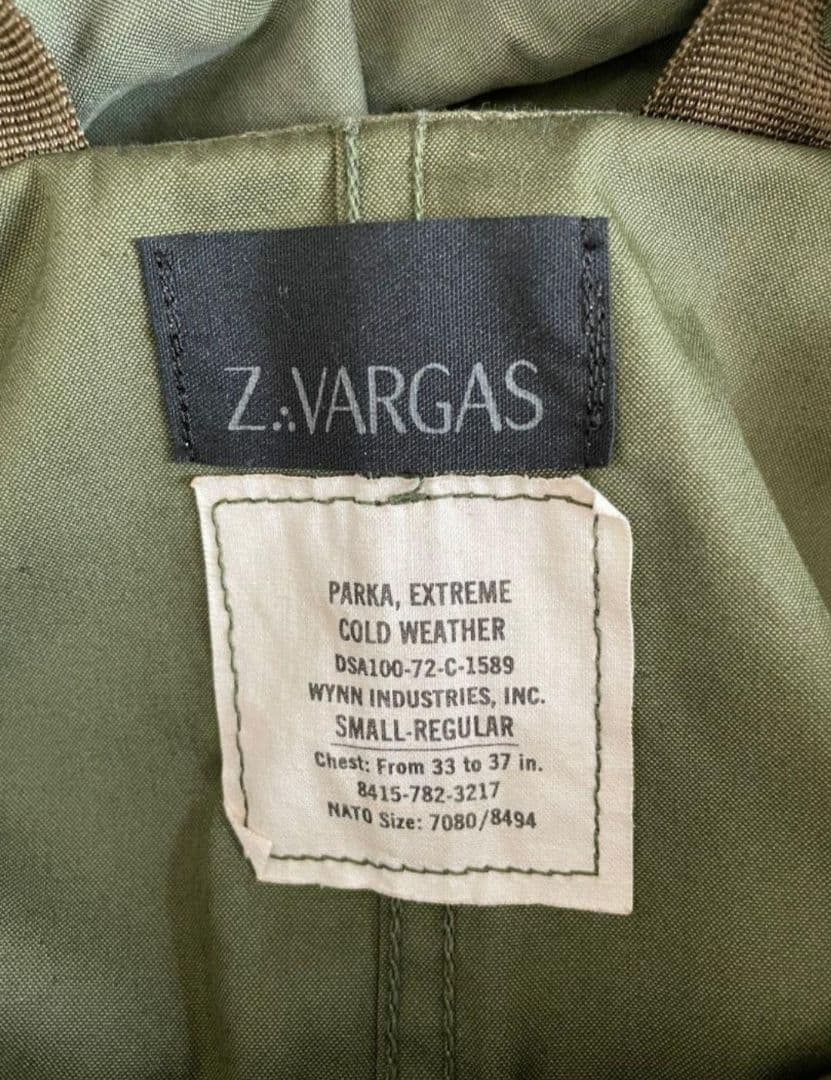 Z.:VARGAS
PARKA, EXTREME
COLD WEATHER
DSA100-72-C-1589
WYNN INDUSTRIES, INC.
SMALL-REGULAR
Chest: From 33 to 37 in.
8415-782-3217
NATO Size: 7080/8494